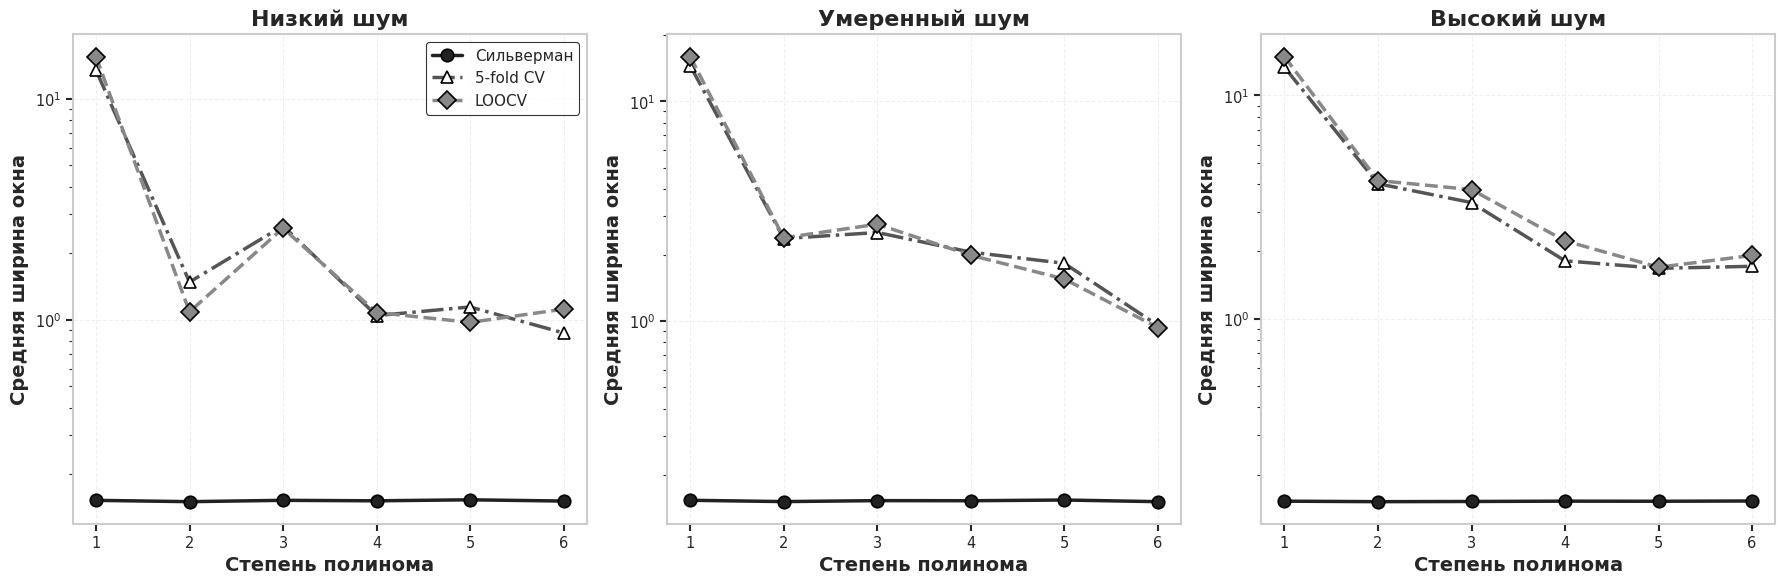 Низкий шум
Средняя ширина окна
10¹
10⁰
Сильверман
5-fold CV
LOOCV
1 2 3 4 5 6
Степень полинома
Умеренный шум
Средняя ширина окна
10¹
10⁰
1 2 3 4 5 6
Степень полинома
Высокий шум
Средняя ширина окна
10¹
10⁰
1 2 3 4 5 6
Степень полинома